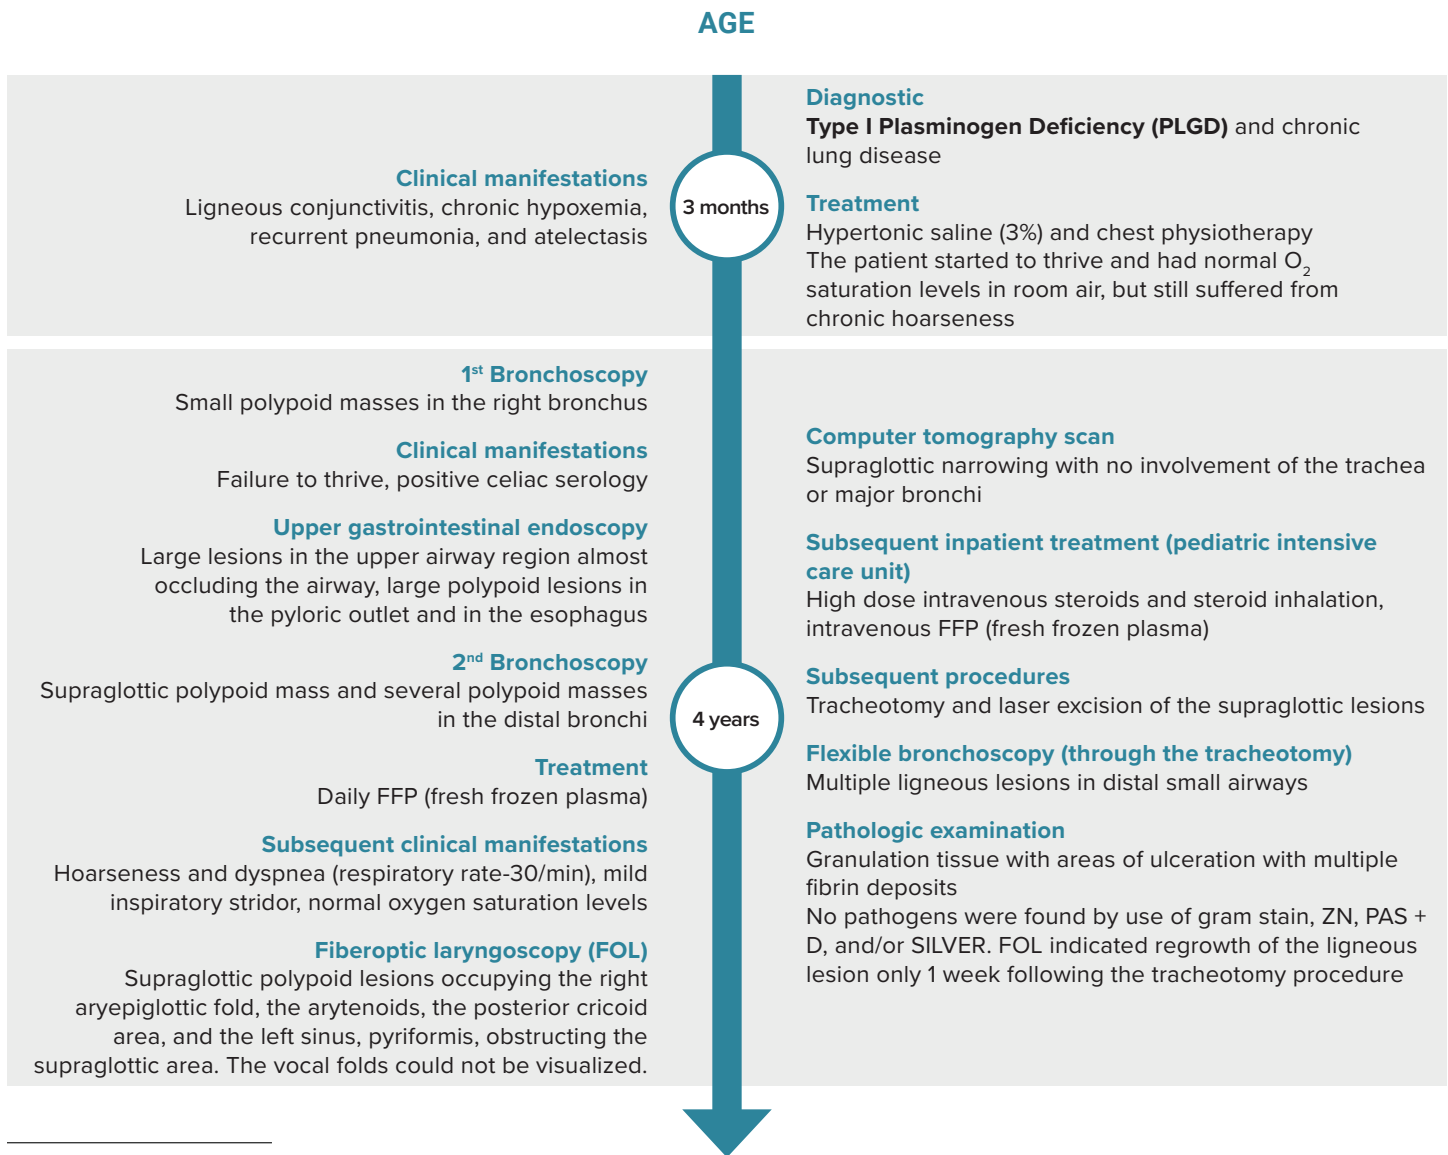 AGE
Clinical manifestations
Ligneous conjunctivitis, chronic hypoxemia,
recurrent pneumonia, and atelectasis
3 months
Diagnostic
Type I Plasminogen Deficiency (PLGD) and chronic
lung disease
Treatment
Hypertonic saline (3%) and chest physiotherapy
The patient started to thrive and had normal O2
saturation levels in room air, but still suffered from
chronic hoarseness
1st Bronchoscopy
Small polypoid masses in the right bronchus
Clinical manifestations
Failure to thrive, positive celiac serology
Upper gastrointestinal endoscopy
Large lesions in the upper airway region almost
occluding the airway, large polypoid lesions in
the pyloric outlet and in the esophagus
2nd Bronchoscopy
Supraglottic polypoid mass and several polypoid masses
in the distal bronchi
Treatment
Daily FFP (fresh frozen plasma)
Subsequent clinical manifestations
Hoarseness and dyspnea (respiratory rate-30/min), mild
inspiratory stridor, normal oxygen saturation levels
Fiberoptic laryngoscopy (FOL)
Supraglottic polypoid lesions occupying the right
aryepiglottic fold, the arytenoids, the posterior cricoid
area, and the left sinus, pyriformis, obstructing the
supraglottic area. The vocal folds could not be visualized.
4 years
Computer tomography scan
Supraglottic narrowing with no involvement of the trachea
or major bronchi
Subsequent inpatient treatment (pediatric intensive
care unit)
High dose intravenous steroids and steroid inhalation,
intravenous FFP (fresh frozen plasma)
Subsequent procedures
Tracheotomy and laser excision of the supraglottic lesions
Flexible bronchoscopy (through the tracheotomy)
Multiple ligneous lesions in distal small airways
Pathologic examination
Granulation tissue with areas of ulceration with multiple
fibrin deposits
No pathogens were found by use of gram stain, ZN, PAS +
D, and/or SILVER. FOL indicated regrowth of the ligneous
lesion only 1 week following the tracheotomy procedure